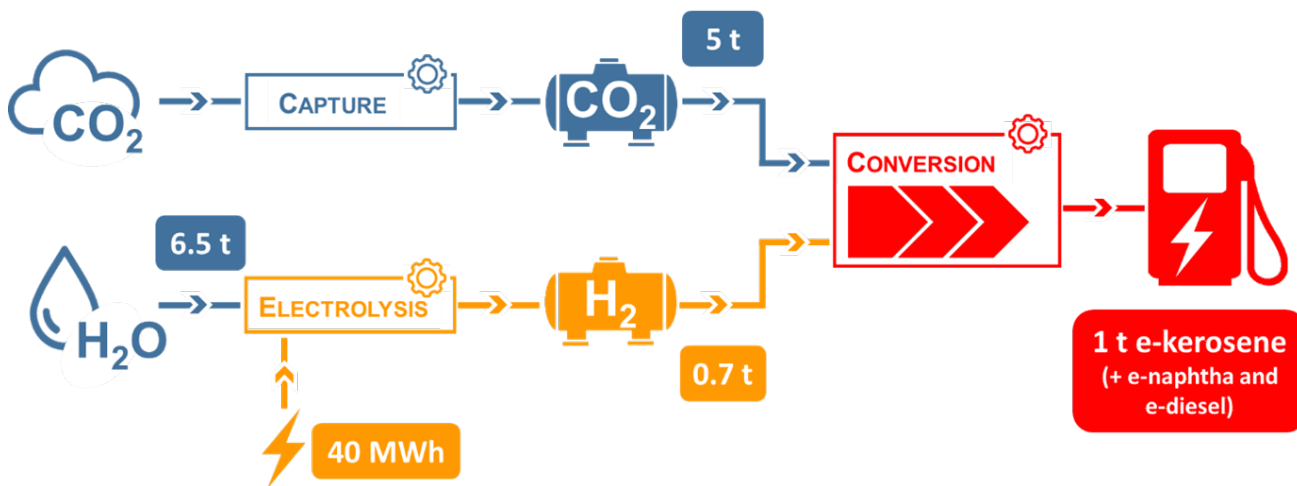 5 t
CO₂
CAPTURE
CO₂
CONVERSION
6.5 t
H₂O
ELECTROLYSIS
H₂
0.7 t
40 MWh
1 t e-kerosene
(+ e-naphtha and
e-diesel)